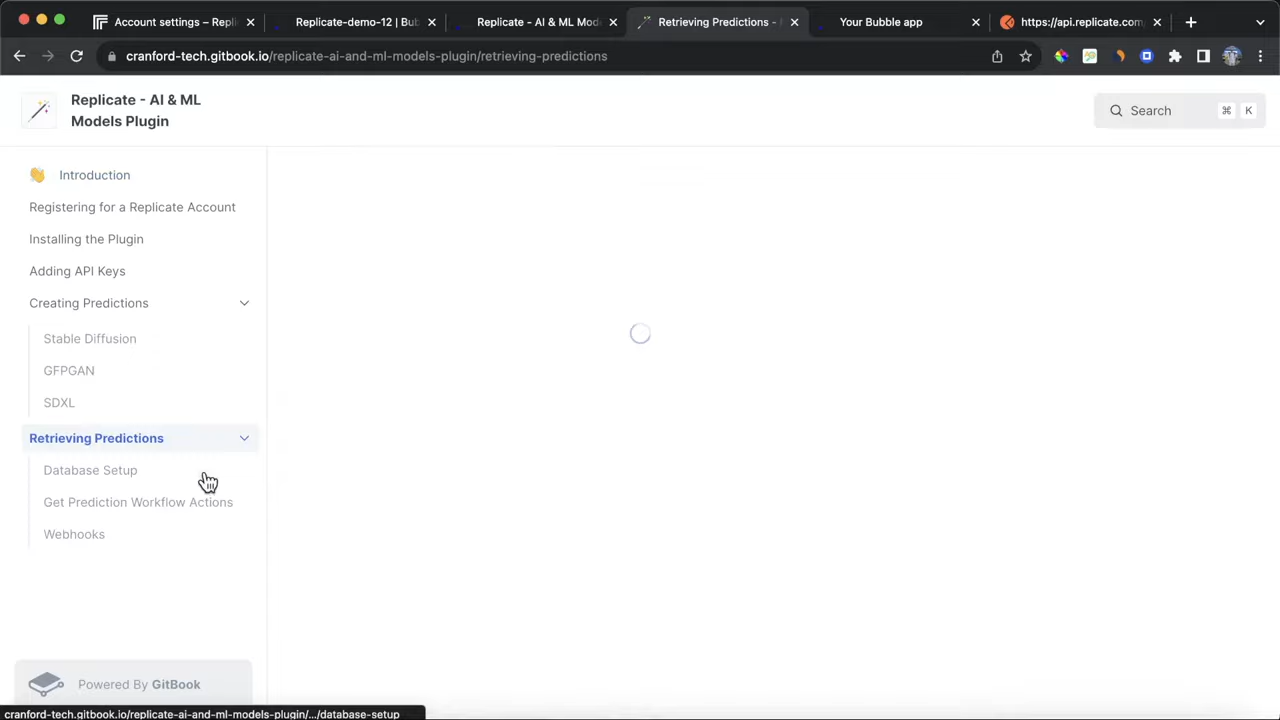 Account settings – Repli
Replicate-demo-12 | Bub
Replicate - AI & ML Mode
Retrieving Predictions -
Your Bubble app
https://api.replicate.com
cranford-tech.gitbook.io/replicate-ai-and-ml-models-plugin/retrieving-predictions
Replicate - AI & ML
Models Plugin
Search
⌘
K
👋 Introduction
Registering for a Replicate Account
Installing the Plugin
Adding API Keys
Creating Predictions
Stable Diffusion
GFPGAN
SDXL
Retrieving Predictions
Database Setup
Get Prediction Workflow Actions
Webhooks
Powered By GitBook
cranford-tech.gitbook.io/replicate-ai-and-ml-models-plugin/.../database-setup